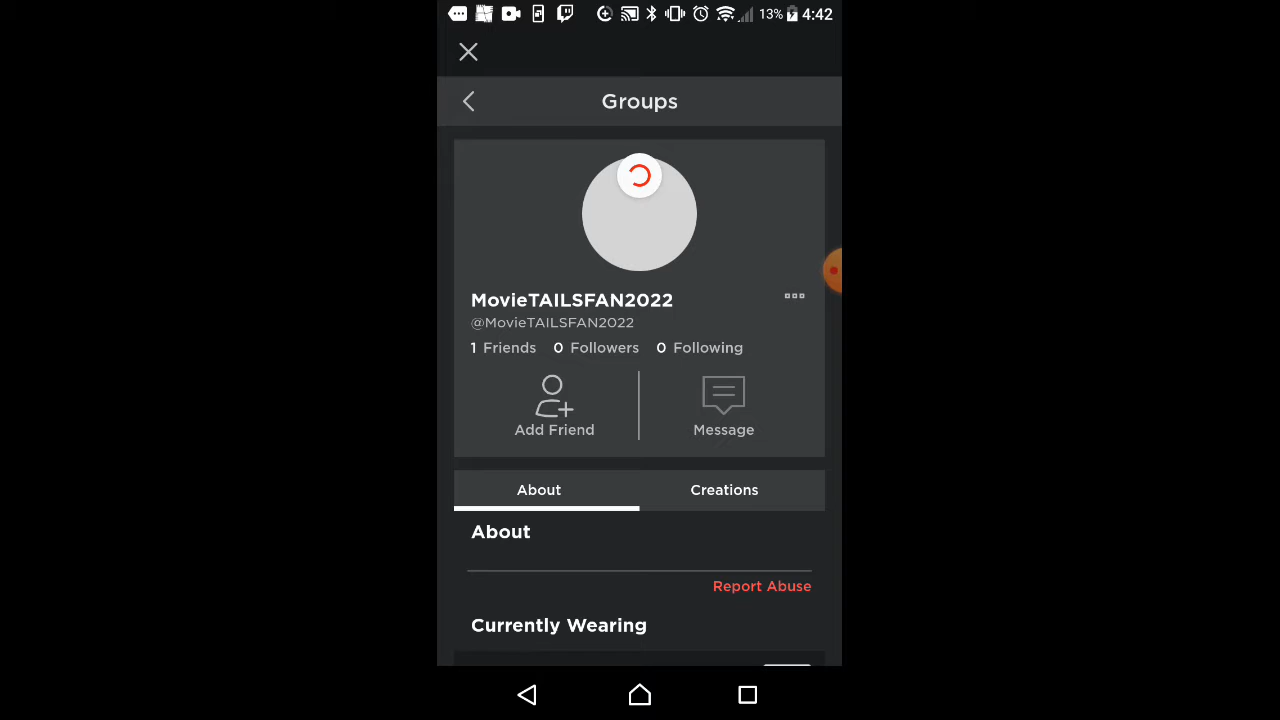 13% 4:42
Groups
MovieTAILSFAN2022
@MovieTAILSFAN2022
1 Friends 0 Followers 0 Following
Add Friend Message
About Creations
About
Report Abuse
Currently Wearing